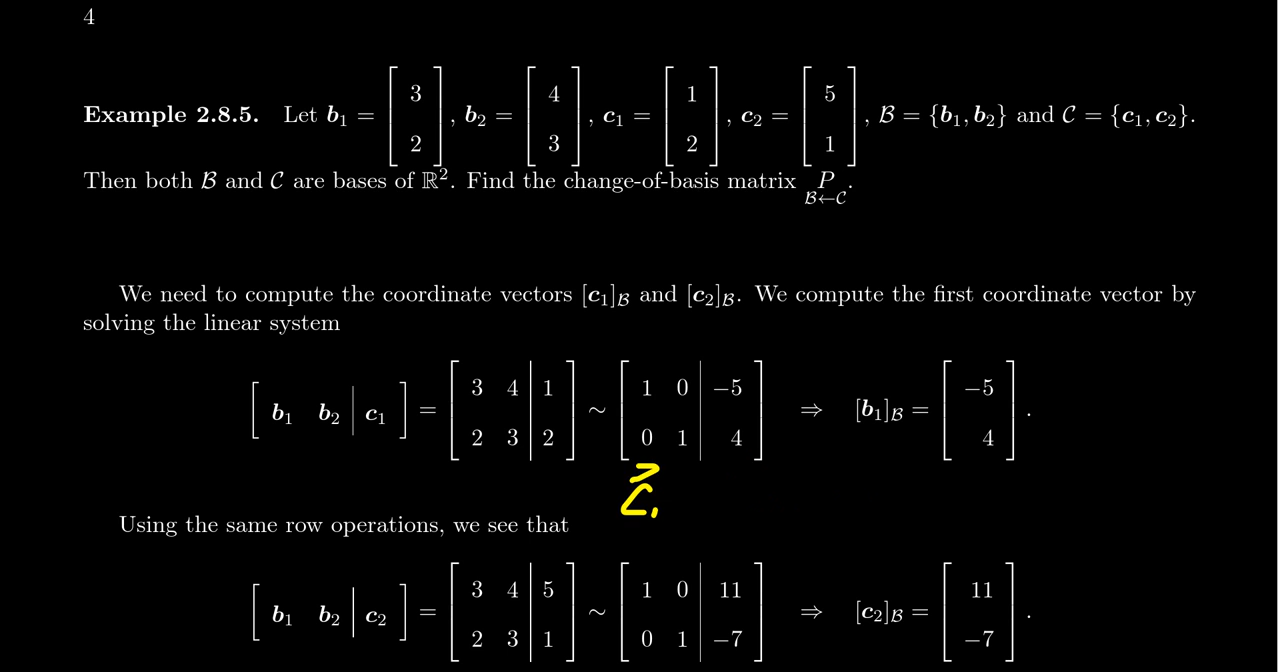 4
Example 2.8.5. Let b₁ = [3 2], b₂ = [4 3], c₁ = [1 2], c₂ = [5 1], ℬ = {b₁, b₂} and 𝒞 = {c₁, c₂}.
Then both ℬ and 𝒞 are bases of ℝ². Find the change-of-basis matrix P ℬ←𝒞.
We need to compute the coordinate vectors [c₁]ℬ and [c₂]ℬ. We compute the first coordinate vector by
solving the linear system
[b₁ b₂ | c₁] = [3 4 | 1; 2 3 | 2] ~ [1 0 | −5; 0 1 | 4] ⇒ [b₁]ℬ = [−5 4].
c⃗₁
Using the same row operations, we see that
[b₁ b₂ | c₂] = [3 4 | 5; 2 3 | 1] ~ [1 0 | 11; 0 1 | −7] ⇒ [c₂]ℬ = [11 −7].